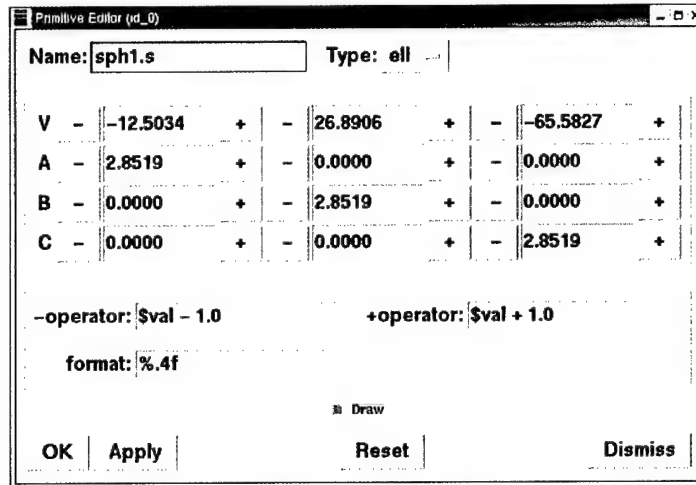 Primitive Editor (id_0)
Name: sph1.s Type: ell
V - -12.5034 + - 26.8906 + - -65.5827 +
A - 2.8519 + - 0.0000 + - 0.0000 +
B - 0.0000 + - 2.8519 + - 0.0000 +
C - 0.0000 + - 0.0000 + - 2.8519 +
-operator: $val - 1.0 +operator: $val + 1.0
format: %.4f
Draw
OK Apply Reset Dismiss